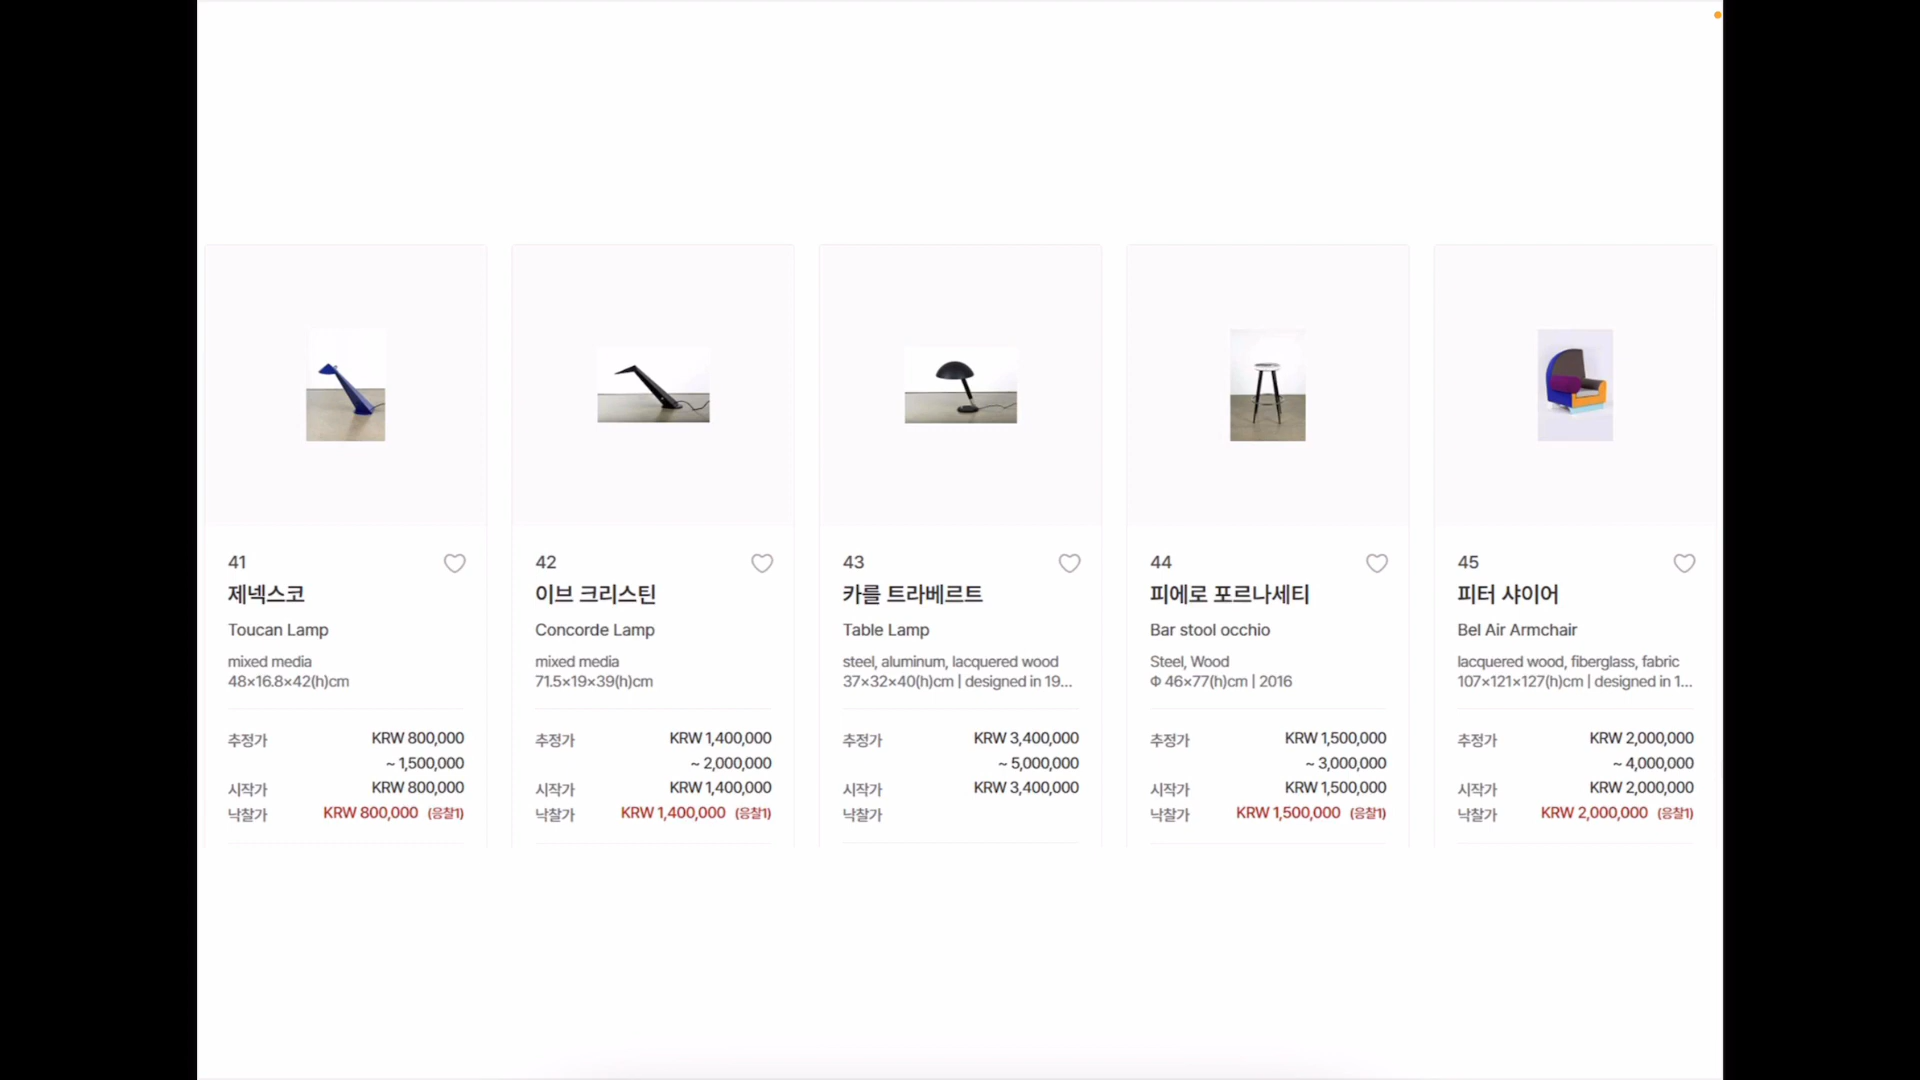 41
제넥스코
Toucan Lamp
mixed media
48×16.8×42(h)cm
추정가 KRW 800,000
~ 1,500,000
시작가 KRW 800,000
낙찰가 KRW 800,000 (응찰1)
42
이브 크리스틴
Concorde Lamp
mixed media
71.5×19×39(h)cm
추정가 KRW 1,400,000
~ 2,000,000
시작가 KRW 1,400,000
낙찰가 KRW 1,400,000 (응찰1)
43
카를 트라베르트
Table Lamp
steel, aluminum, lacquered wood
37×32×40(h)cm | designed in 19...
추정가 KRW 3,400,000
~ 5,000,000
시작가 KRW 3,400,000
낙찰가
44
피에로 포르나세티
Bar stool occhio
Steel, Wood
Φ 46×77(h)cm | 2016
추정가 KRW 1,500,000
~ 3,000,000
시작가 KRW 1,500,000
낙찰가 KRW 1,500,000 (응찰1)
45
피터 샤이어
Bel Air Armchair
lacquered wood, fiberglass, fabric
107×121×127(h)cm | designed in 1...
추정가 KRW 2,000,000
~ 4,000,000
시작가 KRW 2,000,000
낙찰가 KRW 2,000,000 (응찰1)